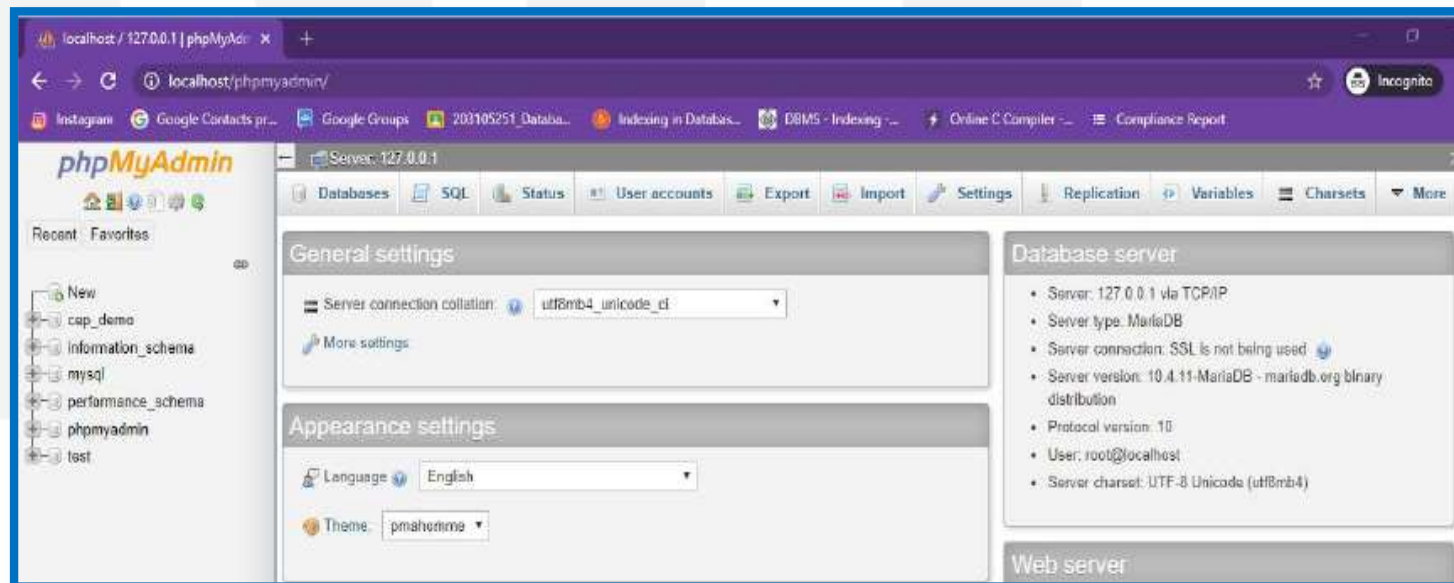 localhost / 127.0.0.1 | phpMyAdn
localhost/phpmyadmin/
Incognito
Instagram Google Contacts pr... Google Groups 203105251_Databa... Indexing in Databas... DBMS - Indexing -... Online C Compiler -... Compliance Report
phpMyAdmin
Recent Favorites
New
cap_demo
information_schema
mysql
performance_schema
phpmyadmin
test
Server: 127.0.0.1
Databases SQL Status User accounts Export Import Settings Replication Variables Charsets More
General settings
Server connection collation: utf8mb4_unicode_ci
More settings
Appearance settings
Language English
Theme: pmahomme
Database server
Server: 127.0.0.1 via TCP/IP
Server type: MariaDB
Server connection: SSL is not being used
Server version: 10.4.11-MariaDB - mariadb.org binary
distribution
Protocol version: 10
User: root@localhost
Server charset: UTF-8 Unicode (utf8mb4)
Web server